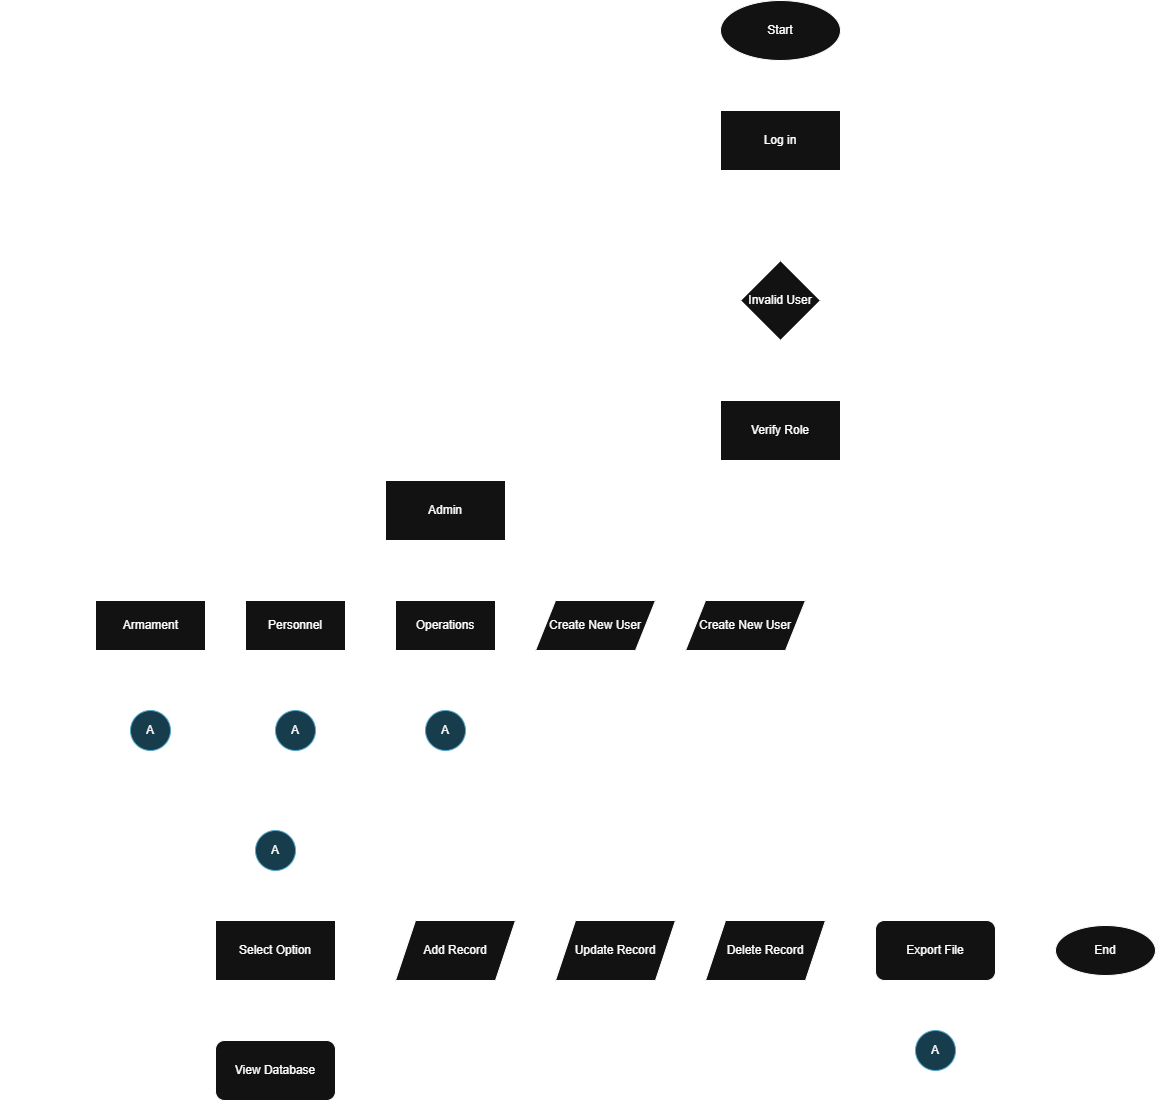 Start
Log in
Invalid User
Verify Role
Admin
Armament
Personnel
Operations
Create New User
Create New User
A
A
A
A
Select Option
Add Record
Update Record
Delete Record
Export File
End
A
View Database